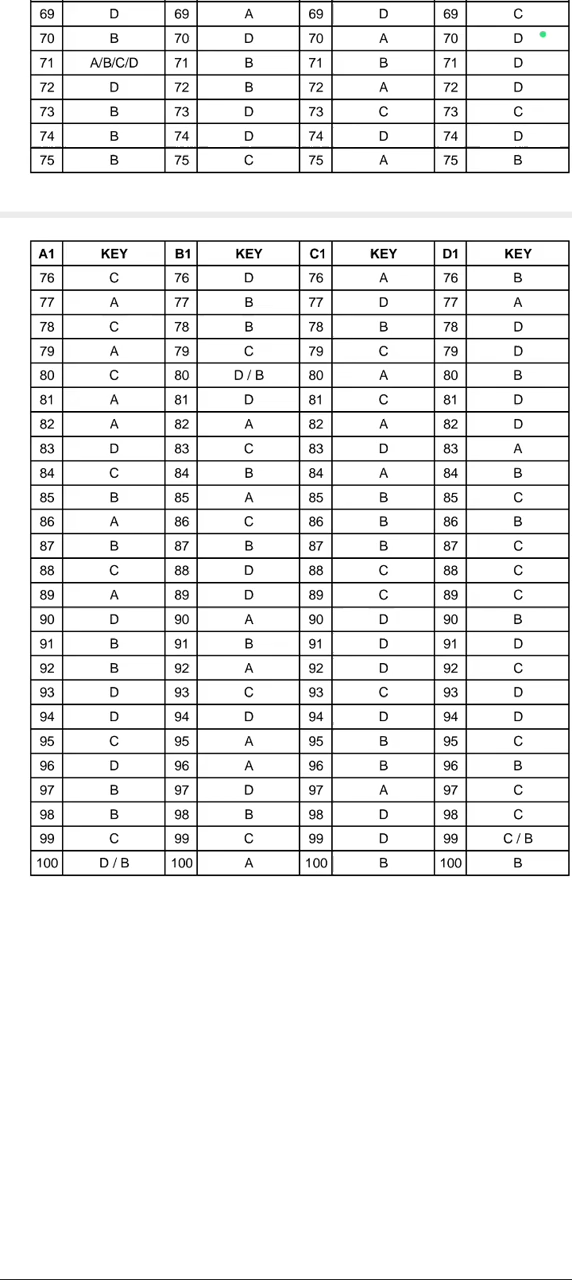 69 D 69 A 69 D 69 C
70 B 70 D 70 A 70 D
71 A/B/C/D 71 B 71 B 71 D
72 D 72 B 72 A 72 D
73 B 73 D 73 C 73 C
74 B 74 D 74 D 74 D
75 B 75 C 75 A 75 B
A1 KEY B1 KEY C1 KEY D1 KEY
76 C 76 D 76 A 76 B
77 A 77 B 77 D 77 A
78 C 78 B 78 B 78 D
79 A 79 C 79 C 79 D
80 C 80 D / B 80 A 80 B
81 A 81 D 81 C 81 D
82 A 82 A 82 A 82 D
83 D 83 C 83 D 83 A
84 C 84 B 84 A 84 B
85 B 85 A 85 B 85 C
86 A 86 C 86 B 86 B
87 B 87 B 87 B 87 C
88 C 88 D 88 C 88 C
89 A 89 D 89 C 89 C
90 D 90 A 90 D 90 B
91 B 91 B 91 D 91 D
92 B 92 A 92 D 92 C
93 D 93 C 93 C 93 D
94 D 94 D 94 D 94 D
95 C 95 A 95 B 95 C
96 D 96 A 96 B 96 B
97 B 97 D 97 A 97 C
98 B 98 B 98 D 98 C
99 C 99 C 99 D 99 C / B
100 D / B 100 A 100 B 100 B